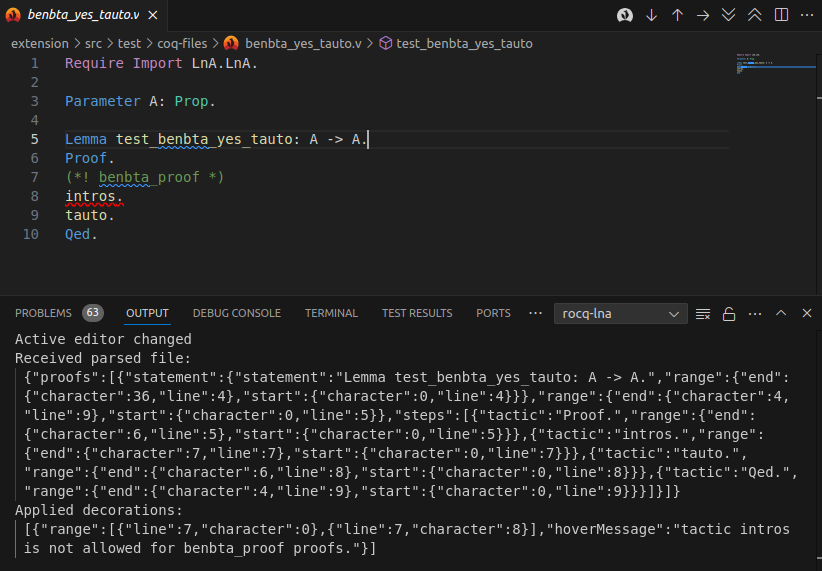 benbta_yes_tauto.v
extension > src > test > coq-files > benbta_yes_tauto.v > test_benbta_yes_tauto
1 Require Import LnA.LnA.
2
3 Parameter A: Prop.
4
5 Lemma test_benbta_yes_tauto: A -> A.
6 Proof.
7 (*! benbta_proof *)
8 intros.
9 tauto.
10 Qed.
PROBLEMS 63 OUTPUT DEBUG CONSOLE TERMINAL TEST RESULTS PORTS ··· rocq-lna
Active editor changed
Received parsed file:
{"proofs":[{"statement":{"statement":"Lemma test_benbta_yes_tauto: A -> A.","range":{"end":
{"character":36,"line":4},"start":{"character":0,"line":4}}},"range":{"end":{"character":4,
"line":9},"start":{"character":0,"line":5}},"steps":[{"tactic":"Proof.","range":{"end":
{"character":6,"line":5},"start":{"character":0,"line":5}}},{"tactic":"intros.","range":
{"end":{"character":7,"line":7},"start":{"character":0,"line":7}}},{"tactic":"tauto.",
"range":{"end":{"character":6,"line":8},"start":{"character":0,"line":8}}},{"tactic":"Qed.",
"range":{"end":{"character":4,"line":9},"start":{"character":0,"line":9}}}]}]}
Applied decorations:
[{"range":[{"line":7,"character":0},{"line":7,"character":8}],"hoverMessage":"tactic intros
is not allowed for benbta_proof proofs."}]